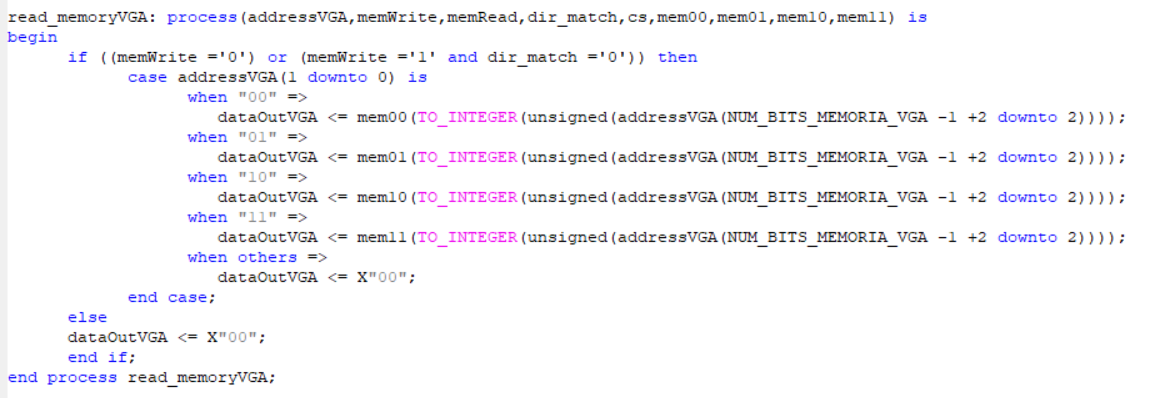 read_memoryVGA: process(addressVGA,memWrite,memRead,dir_match,cs,mem00,mem01,mem10,mem11) is
begin
if ((memWrite ='0') or (memWrite ='1' and dir_match ='0')) then
case addressVGA(1 downto 0) is
when "00" =>
dataOutVGA <= mem00(TO_INTEGER(unsigned(addressVGA(NUM_BITS_MEMORIA_VGA -1 +2 downto 2))));
when "01" =>
dataOutVGA <= mem01(TO_INTEGER(unsigned(addressVGA(NUM_BITS_MEMORIA_VGA -1 +2 downto 2))));
when "10" =>
dataOutVGA <= mem10(TO_INTEGER(unsigned(addressVGA(NUM_BITS_MEMORIA_VGA -1 +2 downto 2))));
when "11" =>
dataOutVGA <= mem11(TO_INTEGER(unsigned(addressVGA(NUM_BITS_MEMORIA_VGA -1 +2 downto 2))));
when others =>
dataOutVGA <= X"00";
end case;
else
dataOutVGA <= X"00";
end if;
end process read_memoryVGA;